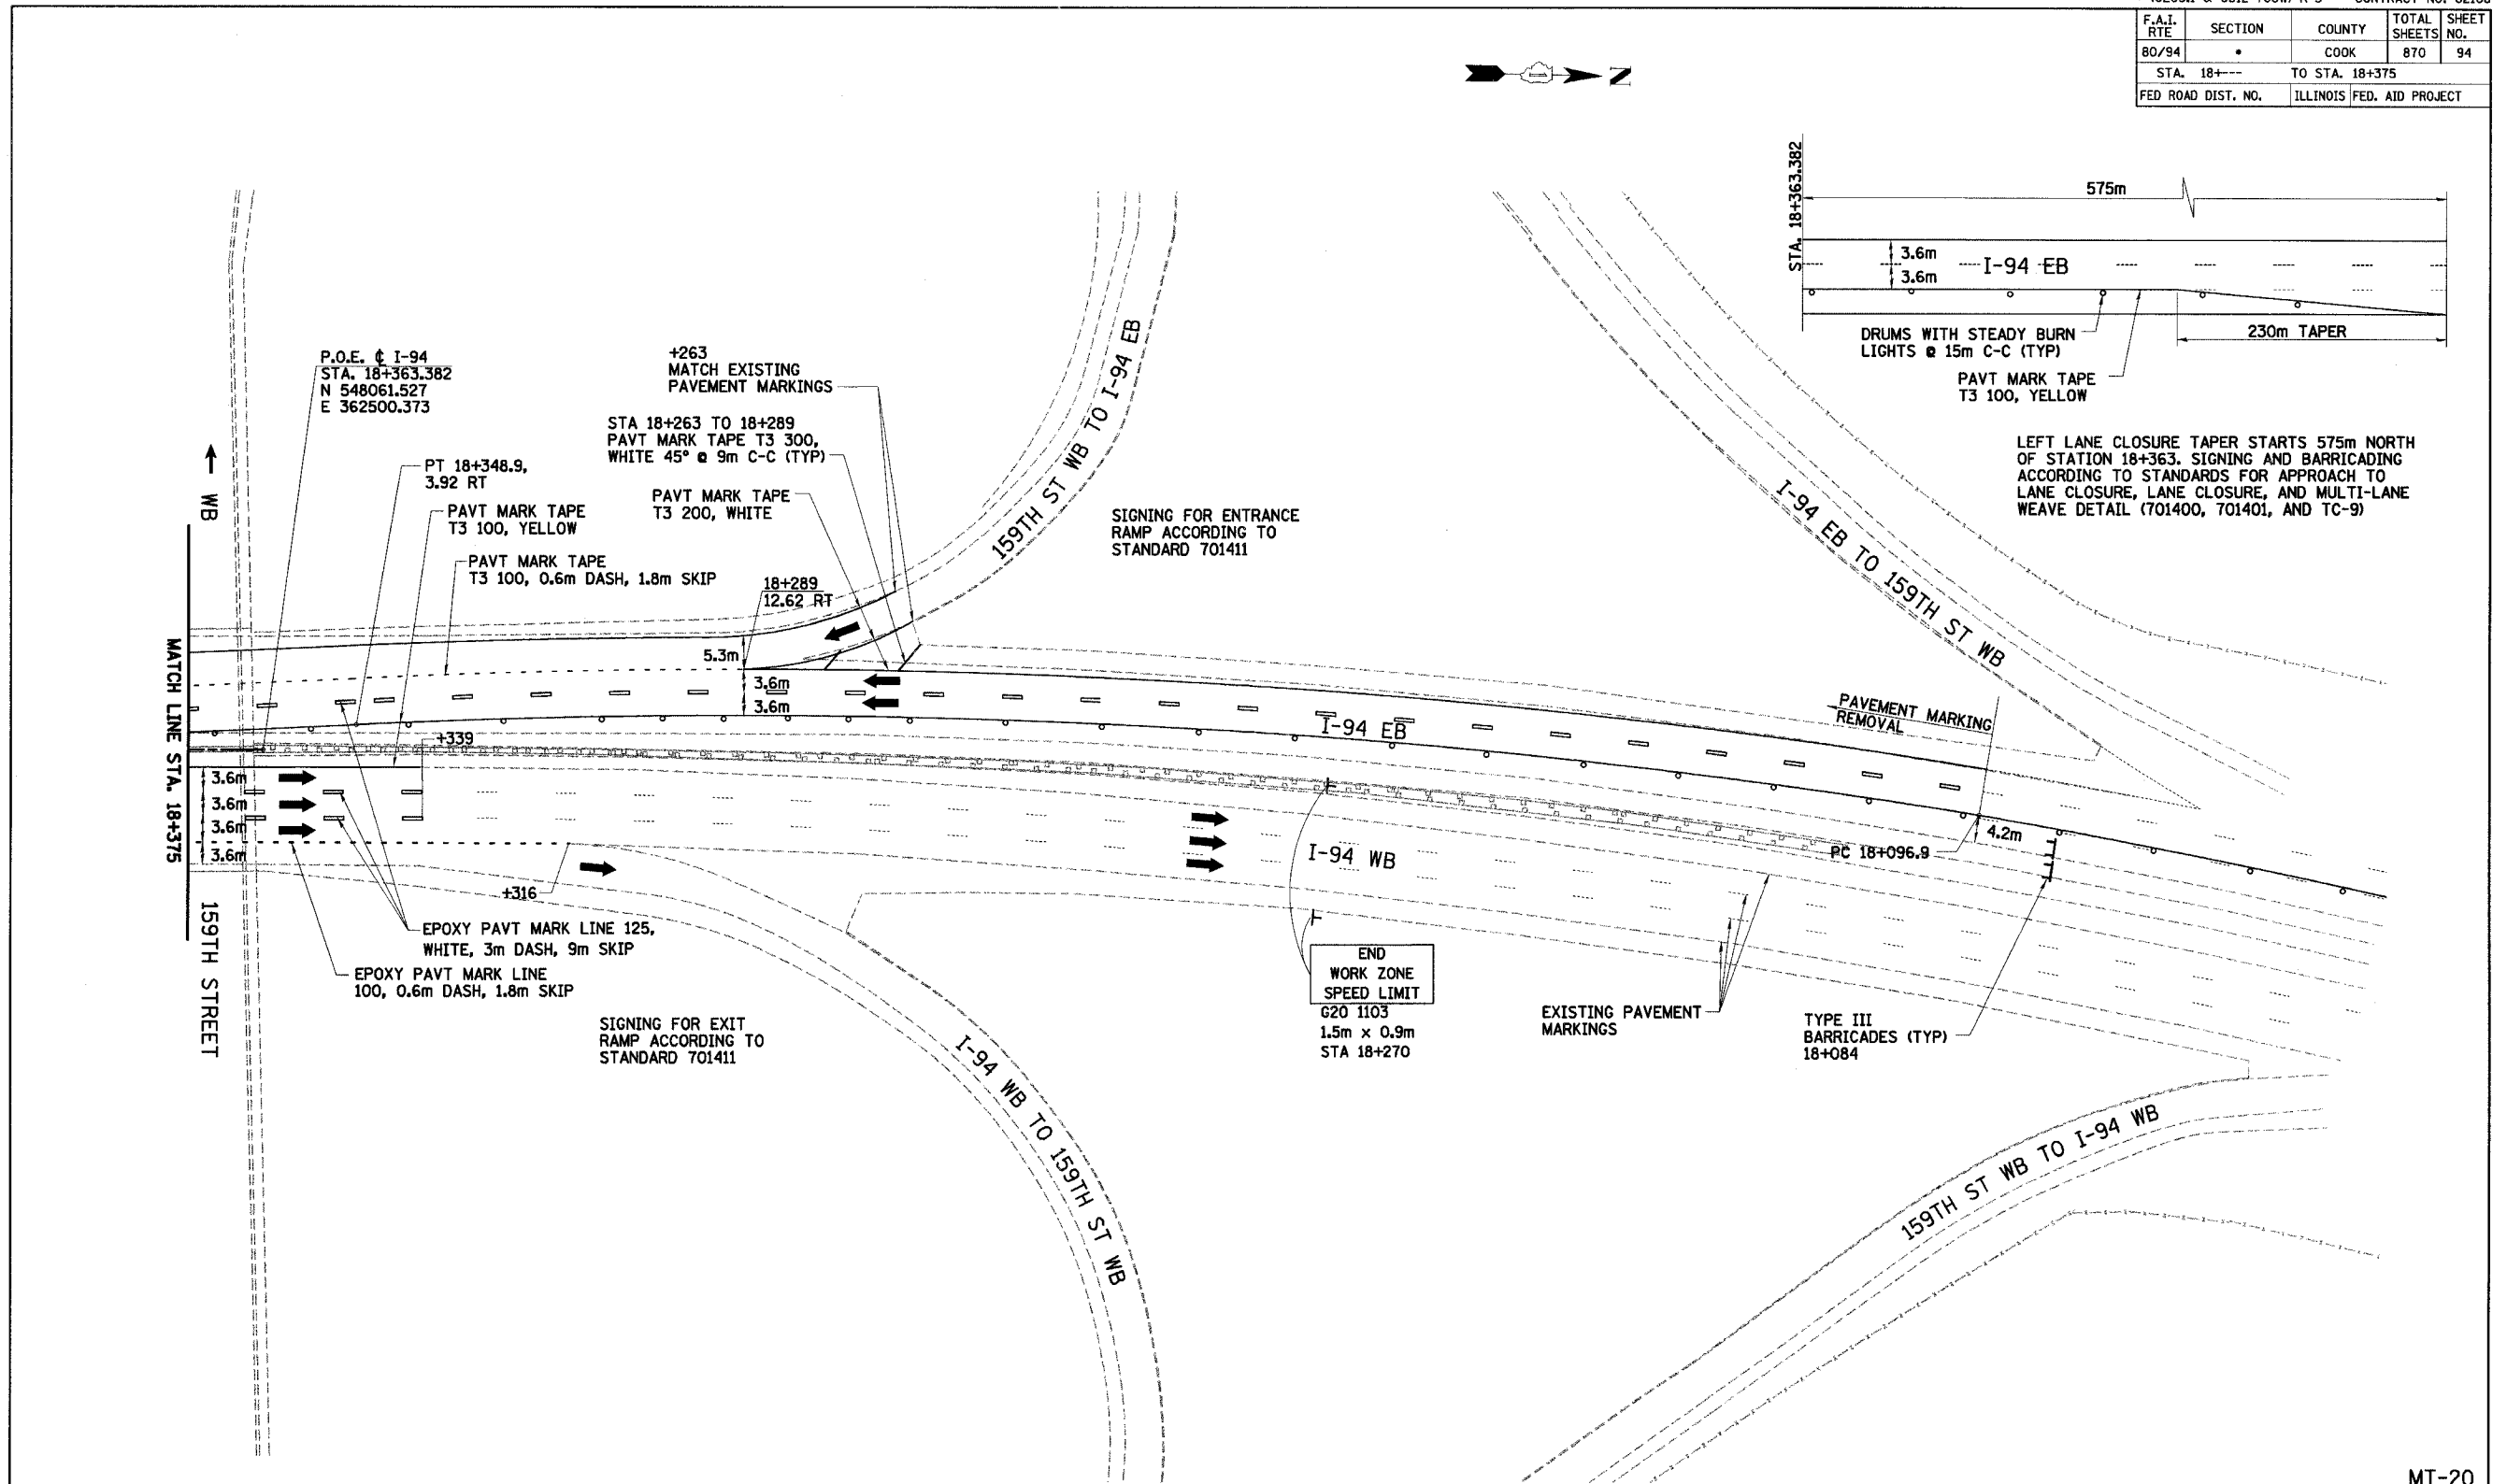 CONTRACT NO.
F.A.I. RTE SECTION COUNTY TOTAL SHEETS SHEET NO.
80/94 • COOK 870 94
STA. 18+--- TO STA. 18+375
FED ROAD DIST. NO. ILLINOIS FED. AID PROJECT
N
STA. 18+363.382
575m
3.6m
I-94 EB
3.6m
DRUMS WITH STEADY BURN
LIGHTS @ 15m C-C (TYP)
230m TAPER
PAVT MARK TAPE
T3 100, YELLOW
LEFT LANE CLOSURE TAPER STARTS 575m NORTH
OF STATION 18+363. SIGNING AND BARRICADING
ACCORDING TO STANDARDS FOR APPROACH TO
LANE CLOSURE, LANE CLOSURE, AND MULTI-LANE
WEAVE DETAIL (701400, 701401, AND TC-9)
P.O.E. ℄ I-94
STA. 18+363.382
N 548061.527
E 362500.373
+263
MATCH EXISTING
PAVEMENT MARKINGS
STA 18+263 TO 18+289
PAVT MARK TAPE T3 300,
WHITE 45° @ 9m C-C (TYP)
PT 18+348.9,
3.92 RT
PAVT MARK TAPE
T3 200, WHITE
PAVT MARK TAPE
T3 100, YELLOW
PAVT MARK TAPE
T3 100, 0.6m DASH, 1.8m SKIP
18+289
12.62 RT
159TH ST WB TO I-94 EB
SIGNING FOR ENTRANCE
RAMP ACCORDING TO
STANDARD 701411
I-94 EB TO 159TH ST WB
WB
MATCH LINE STA. 18+375
159TH STREET
5.3m
3.6m
3.6m
I-94 EB
PAVEMENT MARKING
REMOVAL
+339
3.6m
3.6m
3.6m
3.6m
I-94 WB
PC 18+096.9
4.2m
+316
EPOXY PAVT MARK LINE 125,
WHITE, 3m DASH, 9m SKIP
EPOXY PAVT MARK LINE
100, 0.6m DASH, 1.8m SKIP
END
WORK ZONE
SPEED LIMIT
G20 1103
1.5m x 0.9m
STA 18+270
EXISTING PAVEMENT
MARKINGS
TYPE III
BARRICADES (TYP)
18+084
SIGNING FOR EXIT
RAMP ACCORDING TO
STANDARD 701411
I-94 WB TO 159TH ST WB
159TH ST WB TO I-94 WB
MT-20